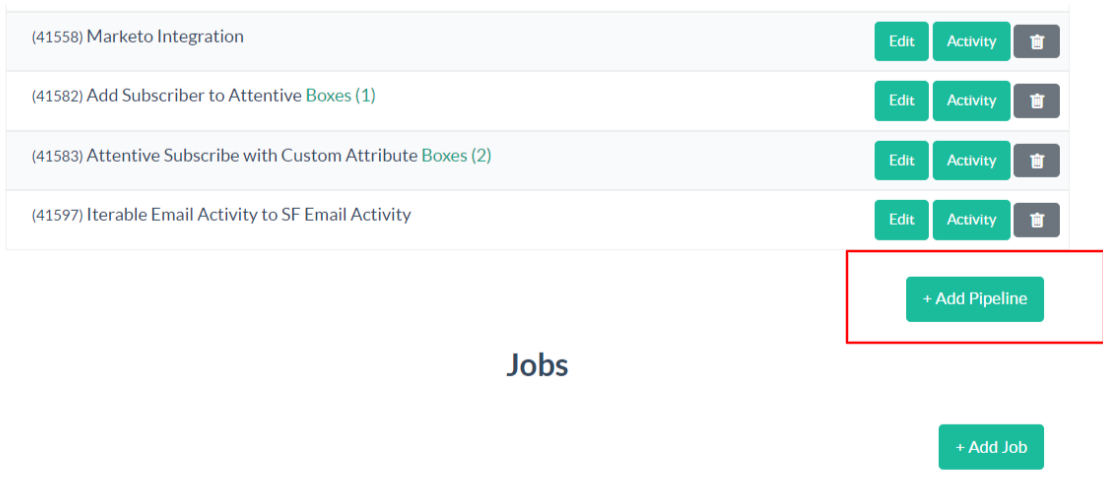 (41558) Marketo Integration Edit Activity
(41582) Add Subscriber to Attentive Boxes (1) Edit Activity
(41583) Attentive Subscribe with Custom Attribute Boxes (2) Edit Activity
(41597) Iterable Email Activity to SF Email Activity Edit Activity
+ Add Pipeline
Jobs
+ Add Job